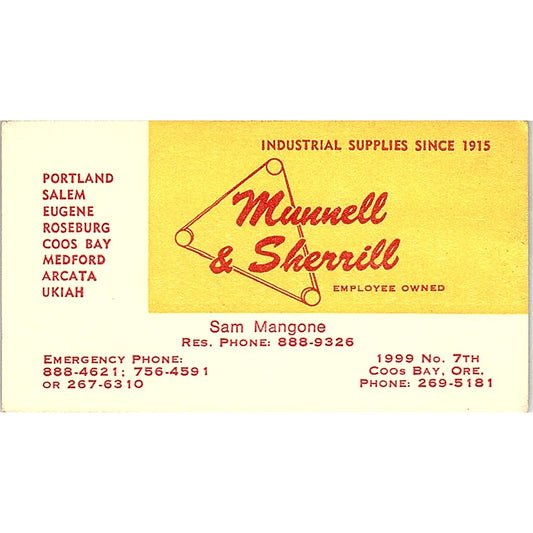 INDUSTRIAL SUPPLIES SINCE 1915
PORTLAND
SALEM
EUGENE
ROSEBURG
COOS BAY
MEDFORD
ARCATA
UKIAH
Munnell
& Sherrill
EMPLOYEE OWNED
Sam Mangone
RES. PHONE: 888-9326
EMERGENCY PHONE:
888-4621; 756-4591
OR 267-6310
1999 NO. 7TH
COOS BAY, ORE.
PHONE: 269-5181